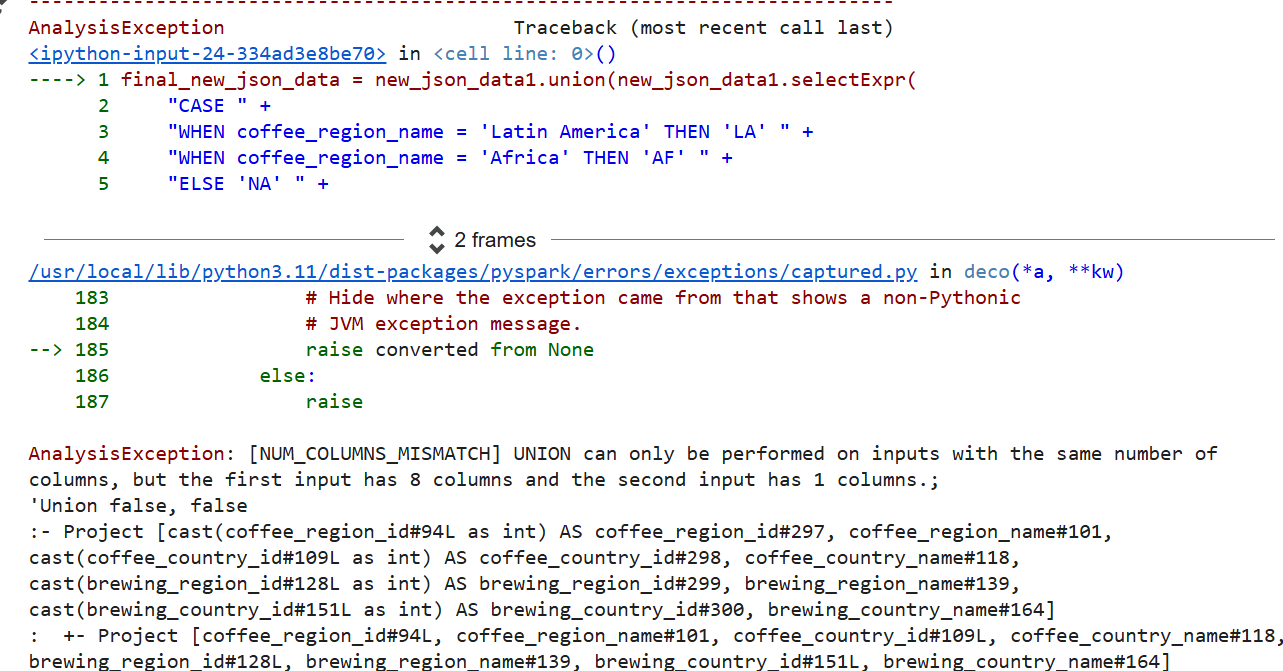 ---------------------------------------------------------------------------
AnalysisException                         Traceback (most recent call last)
<ipython-input-24-334ad3e8be70> in <cell line: 0>()
----> 1 final_new_json_data = new_json_data1.union(new_json_data1.selectExpr(
      2     "CASE " +
      3     "WHEN coffee_region_name = 'Latin America' THEN 'LA' " +
      4     "WHEN coffee_region_name = 'Africa' THEN 'AF' " +
      5     "ELSE 'NA' " +
2 frames
/usr/local/lib/python3.11/dist-packages/pyspark/errors/exceptions/captured.py in deco(*a, **kw)
    183                 # Hide where the exception came from that shows a non-Pythonic
    184                 # JVM exception message.
--> 185                 raise converted from None
    186             else:
    187                 raise
AnalysisException: [NUM_COLUMNS_MISMATCH] UNION can only be performed on inputs with the same number of
columns, but the first input has 8 columns and the second input has 1 columns.;
'Union false, false
:- Project [cast(coffee_region_id#94L as int) AS coffee_region_id#297, coffee_region_name#101,
cast(coffee_country_id#109L as int) AS coffee_country_id#298, coffee_country_name#118,
cast(brewing_region_id#128L as int) AS brewing_region_id#299, brewing_region_name#139,
cast(brewing_country_id#151L as int) AS brewing_country_id#300, brewing_country_name#164]
:  +- Project [coffee_region_id#94L, coffee_region_name#101, coffee_country_id#109L, coffee_country_name#118,
brewing_region_id#128L, brewing_region_name#139, brewing_country_id#151L, brewing_country_name#164]